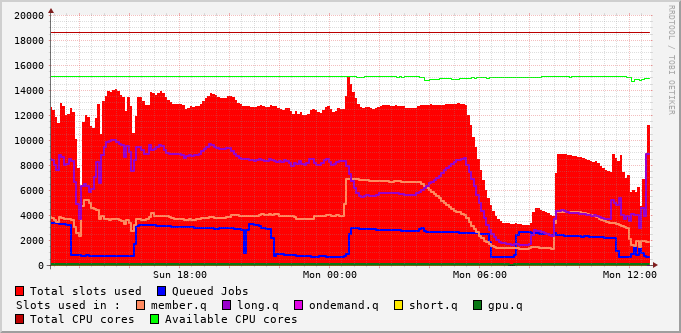 20000
18000
16000
14000
12000
10000
8000
6000
4000
2000
0
Sun 18:00 Mon 00:00 Mon 06:00 Mon 12:00
Total slots used Queued Jobs
Slots used in : member.q long.q ondemand.q short.q gpu.q
Total CPU cores Available CPU cores
RRDTOOL / TOBI OETIKER